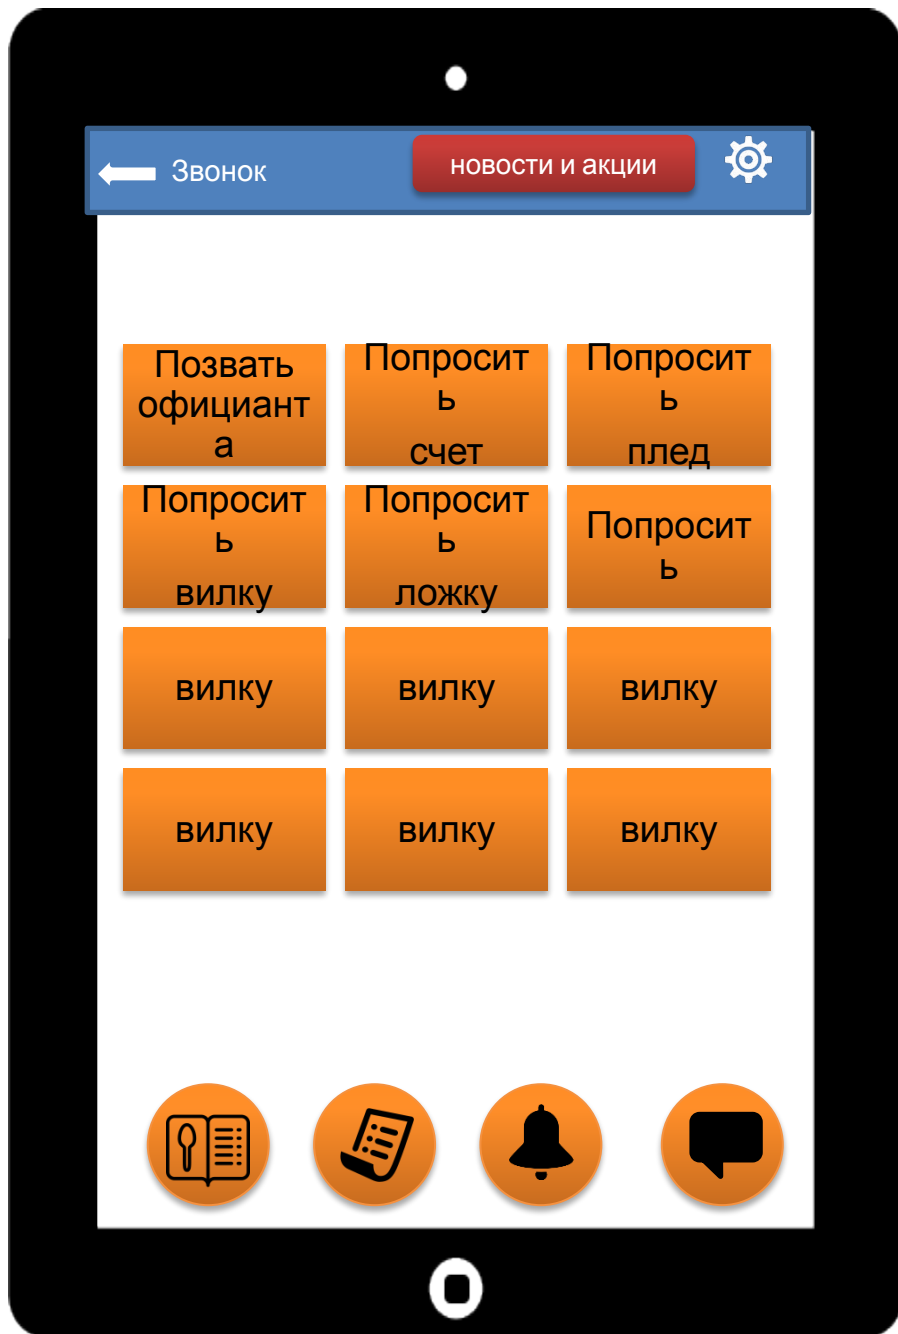 Звонок
новости и акции
Позвать
официант
а
Попросит
ь
счет
Попросит
ь
плед
Попросит
ь
вилку
Попросит
ь
ложку
Попросит
ь
вилку
вилку
вилку
вилку
вилку
вилку